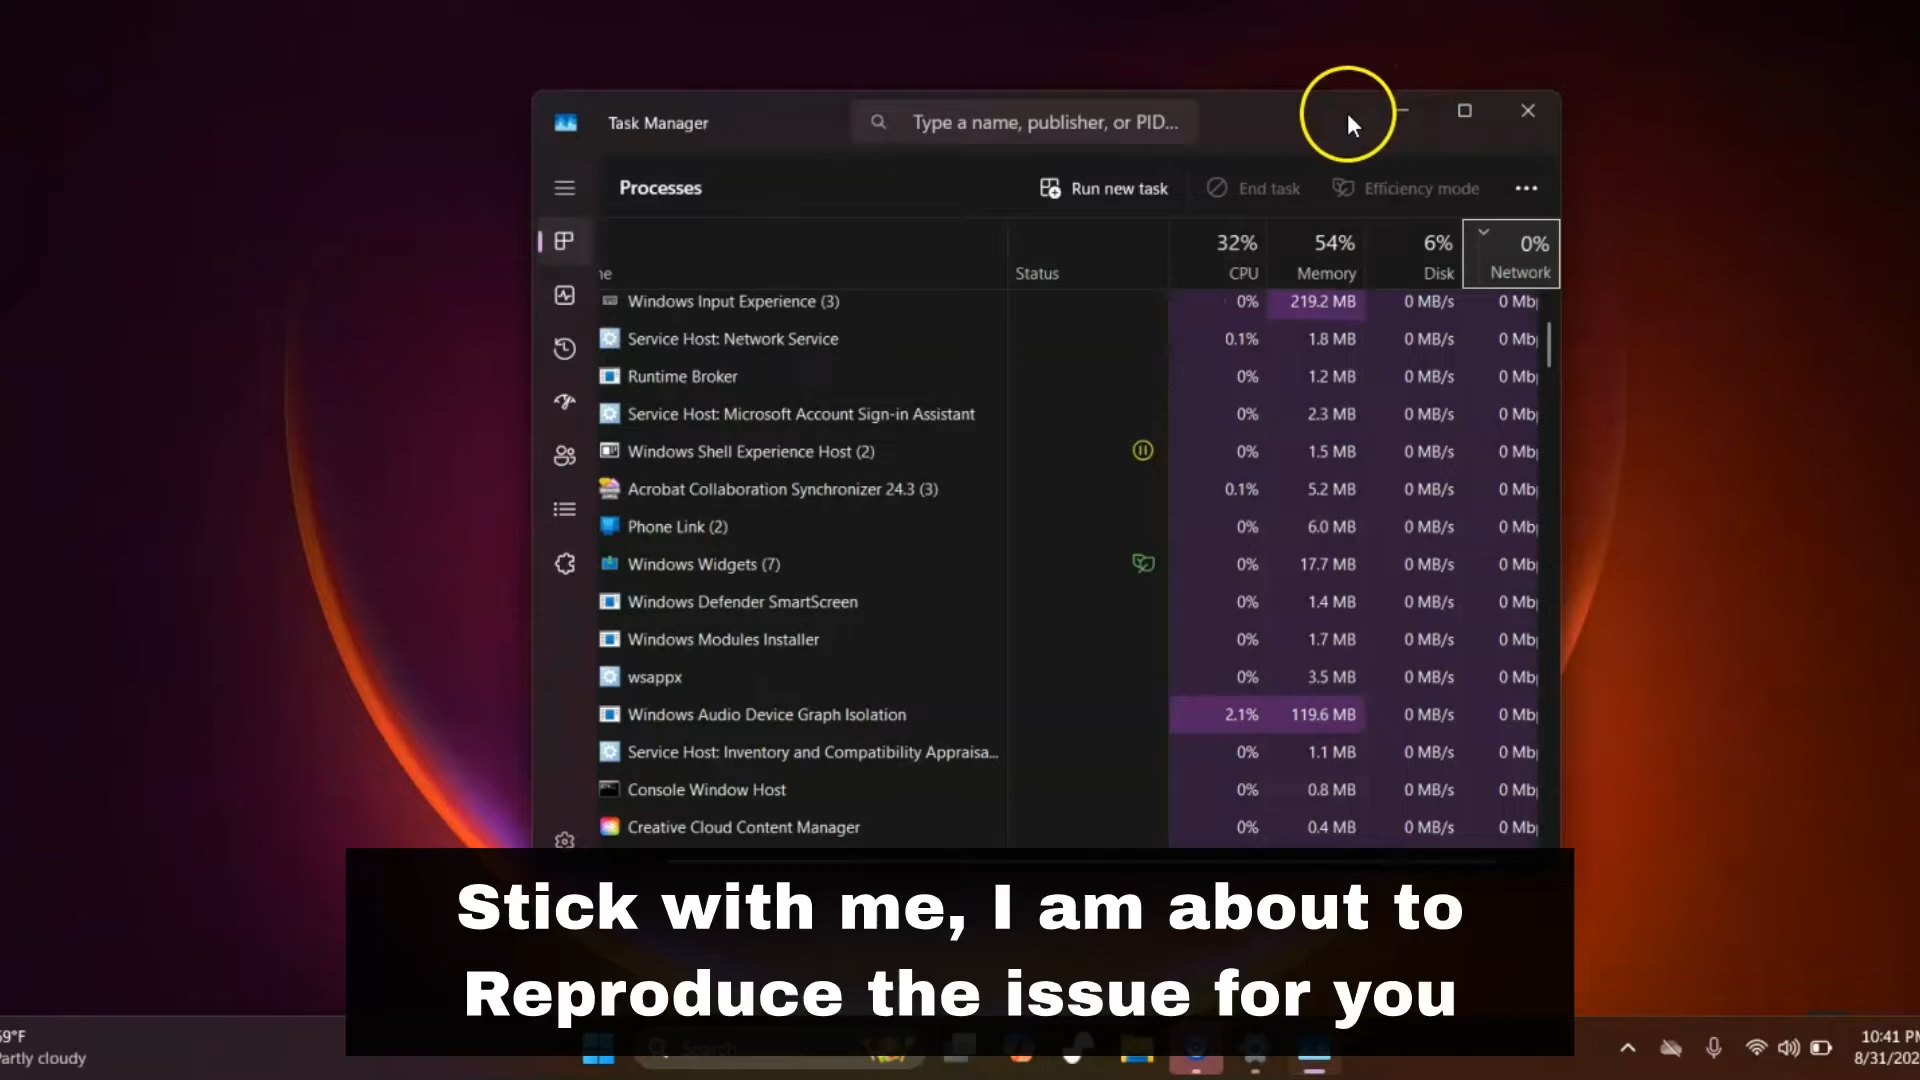 Task Manager
Type a name, publisher, or PID...
Processes
Run new task
End task
Efficiency mode
32%
54%
6%
0%
Status
CPU
Memory
Disk
Network
Windows Input Experience (3) 0% 219.2 MB 0 MB/s 0 Mb
Service Host: Network Service 0.1% 1.8 MB 0 MB/s 0 Mb
Runtime Broker 0% 1.2 MB 0 MB/s 0 Mb
Service Host: Microsoft Account Sign-in Assistant 0% 2.3 MB 0 MB/s 0 Mb
Windows Shell Experience Host (2) 0% 1.5 MB 0 MB/s 0 Mb
Acrobat Collaboration Synchronizer 24.3 (3) 0.1% 5.2 MB 0 MB/s 0 Mb
Phone Link (2) 0% 6.0 MB 0 MB/s 0 Mb
Windows Widgets (7) 0% 17.7 MB 0 MB/s 0 Mb
Windows Defender SmartScreen 0% 1.4 MB 0 MB/s 0 Mb
Windows Modules Installer 0% 1.7 MB 0 MB/s 0 Mb
wsappx 0% 3.5 MB 0 MB/s 0 Mb
Windows Audio Device Graph Isolation 2.1% 119.6 MB 0 MB/s 0 Mb
Service Host: Inventory and Compatibility Appraisa... 0% 1.1 MB 0 MB/s 0 Mb
Console Window Host 0% 0.8 MB 0 MB/s 0 Mb
Creative Cloud Content Manager 0% 0.4 MB 0 MB/s 0 Mb
Stick with me, I am about to
Reproduce the issue for you
9°F
artly cloudy
Search
10:41 PM
8/31/202